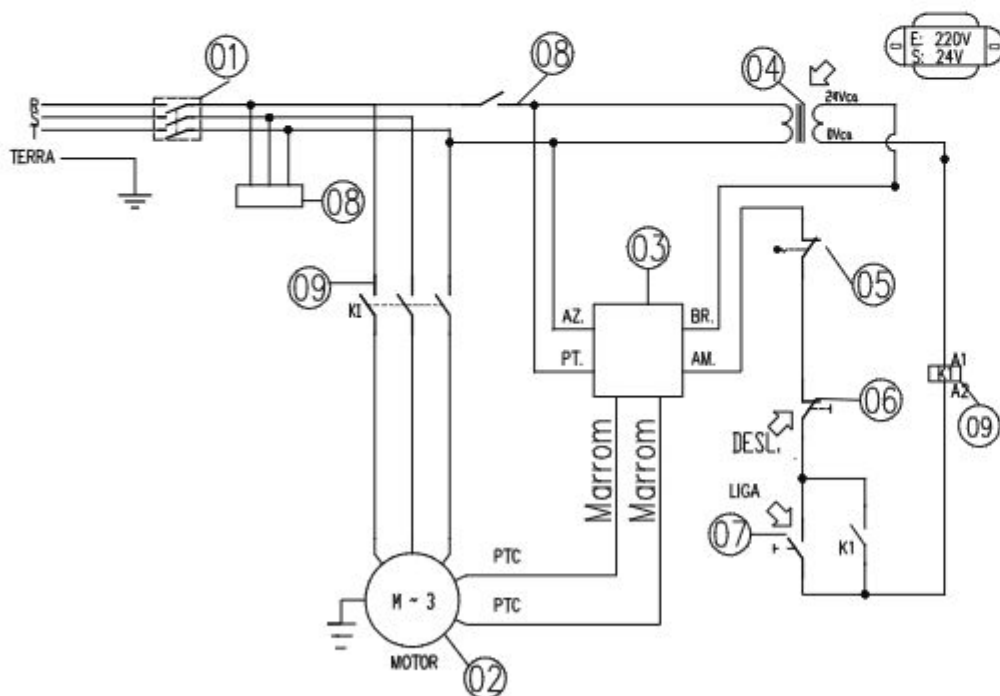 01
08
04
E: 220V
S: 24V
R
S
T
24Vca
0Vca
TERRA
08
03
05
09
K1
AZ.
BR.
PT.
AM.
A1
K1
A2
06
09
DESL.
Marrom
Marrom
LIGA
07
K1
PTC
M ~ 3
PTC
MOTOR
02